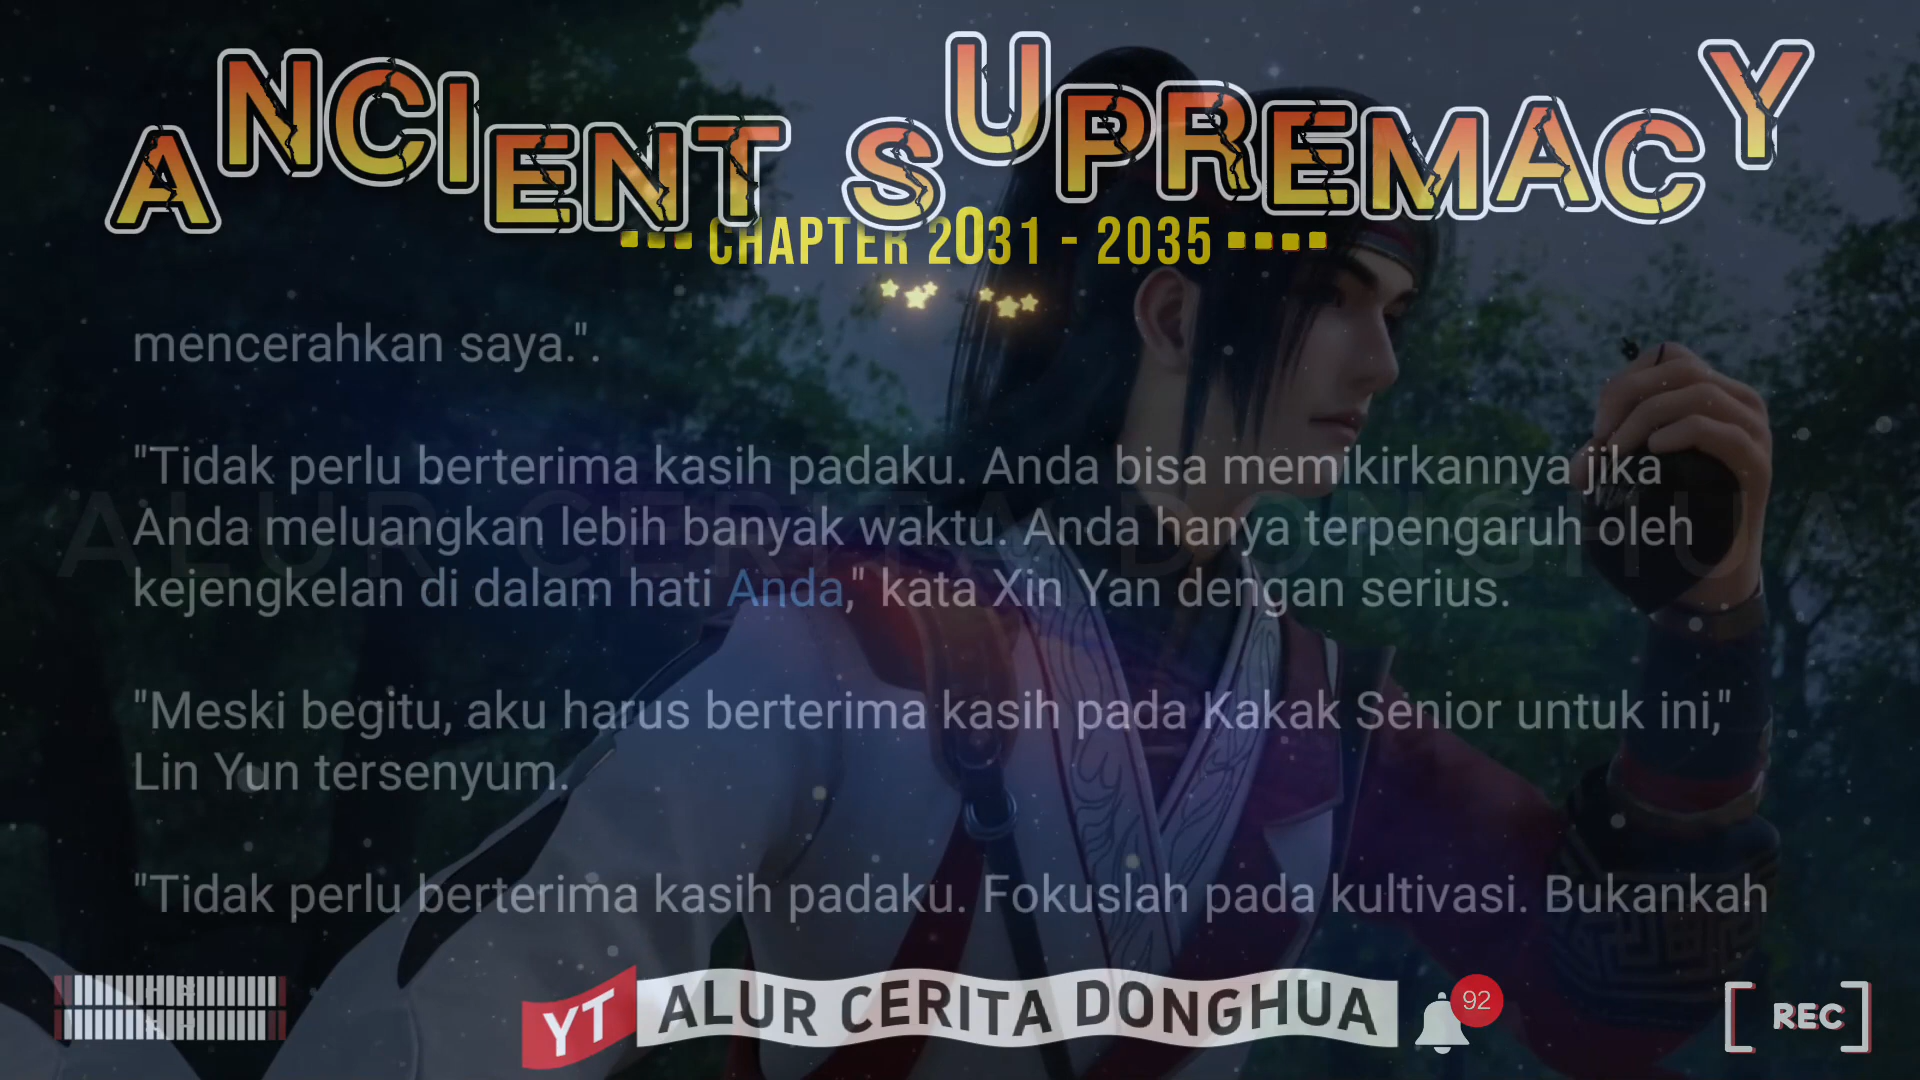 ANCIENT SUPREMACY
CHAPTER 2031 - 2035
mencerahkan saya.".
"Tidak perlu berterima kasih padaku. Anda bisa memikirkannya jika
Anda meluangkan lebih banyak waktu. Anda hanya terpengaruh oleh
kejengkelan di dalam hati Anda," kata Xin Yan dengan serius.
ALUR CERITA DONGHUA
"Meski begitu, aku harus berterima kasih pada Kakak Senior untuk ini,"
Lin Yun tersenyum.
"Tidak perlu berterima kasih padaku. Fokuslah pada kultivasi. Bukankah
YT ALUR CERITA DONGHUA
92
REC